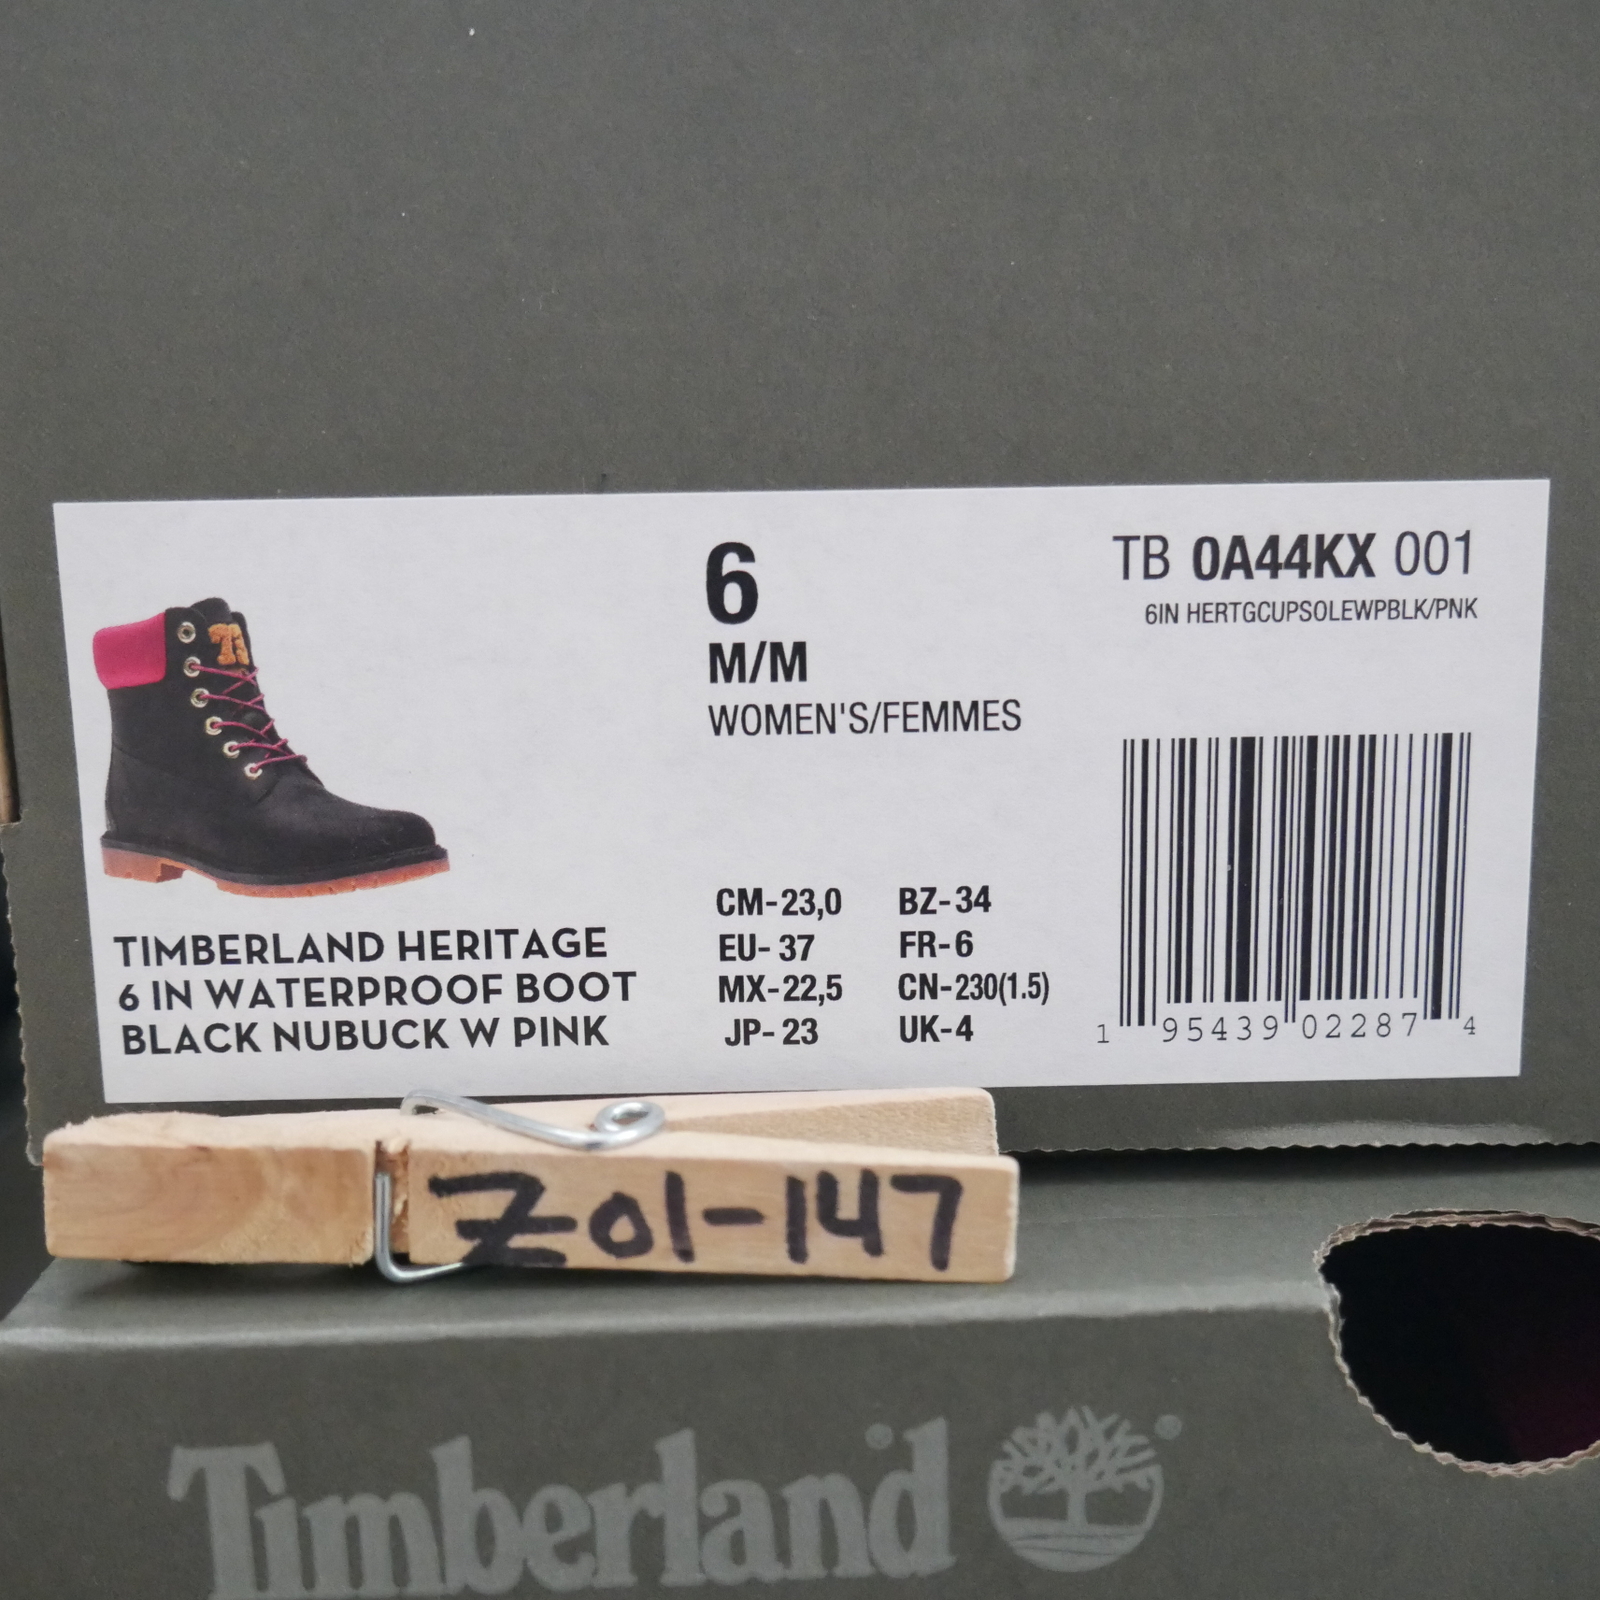 6
M/M
WOMEN'S/FEMMES
TB 0A44KX 001
6IN HERTGCUPSOLEWPBLK/PNK
TIMBERLAND HERITAGE
6 IN WATERPROOF BOOT
BLACK NUBUCK W PINK
CM-23,0 BZ-34
EU-37 FR-6
MX-22,5 CN-230(1.5)
JP-23 UK-4
1 95439 02287 4
Z01-147
Timberland